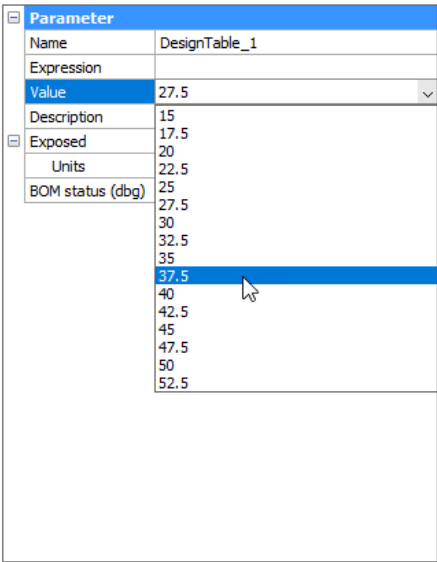 Parameter
Name DesignTable_1
Expression
Value 27.5
Description 15
17.5
Exposed
20
Units 22.5
BOM status (dbg) 25
27.5
30
32.5
35
37.5
40
42.5
45
47.5
50
52.5